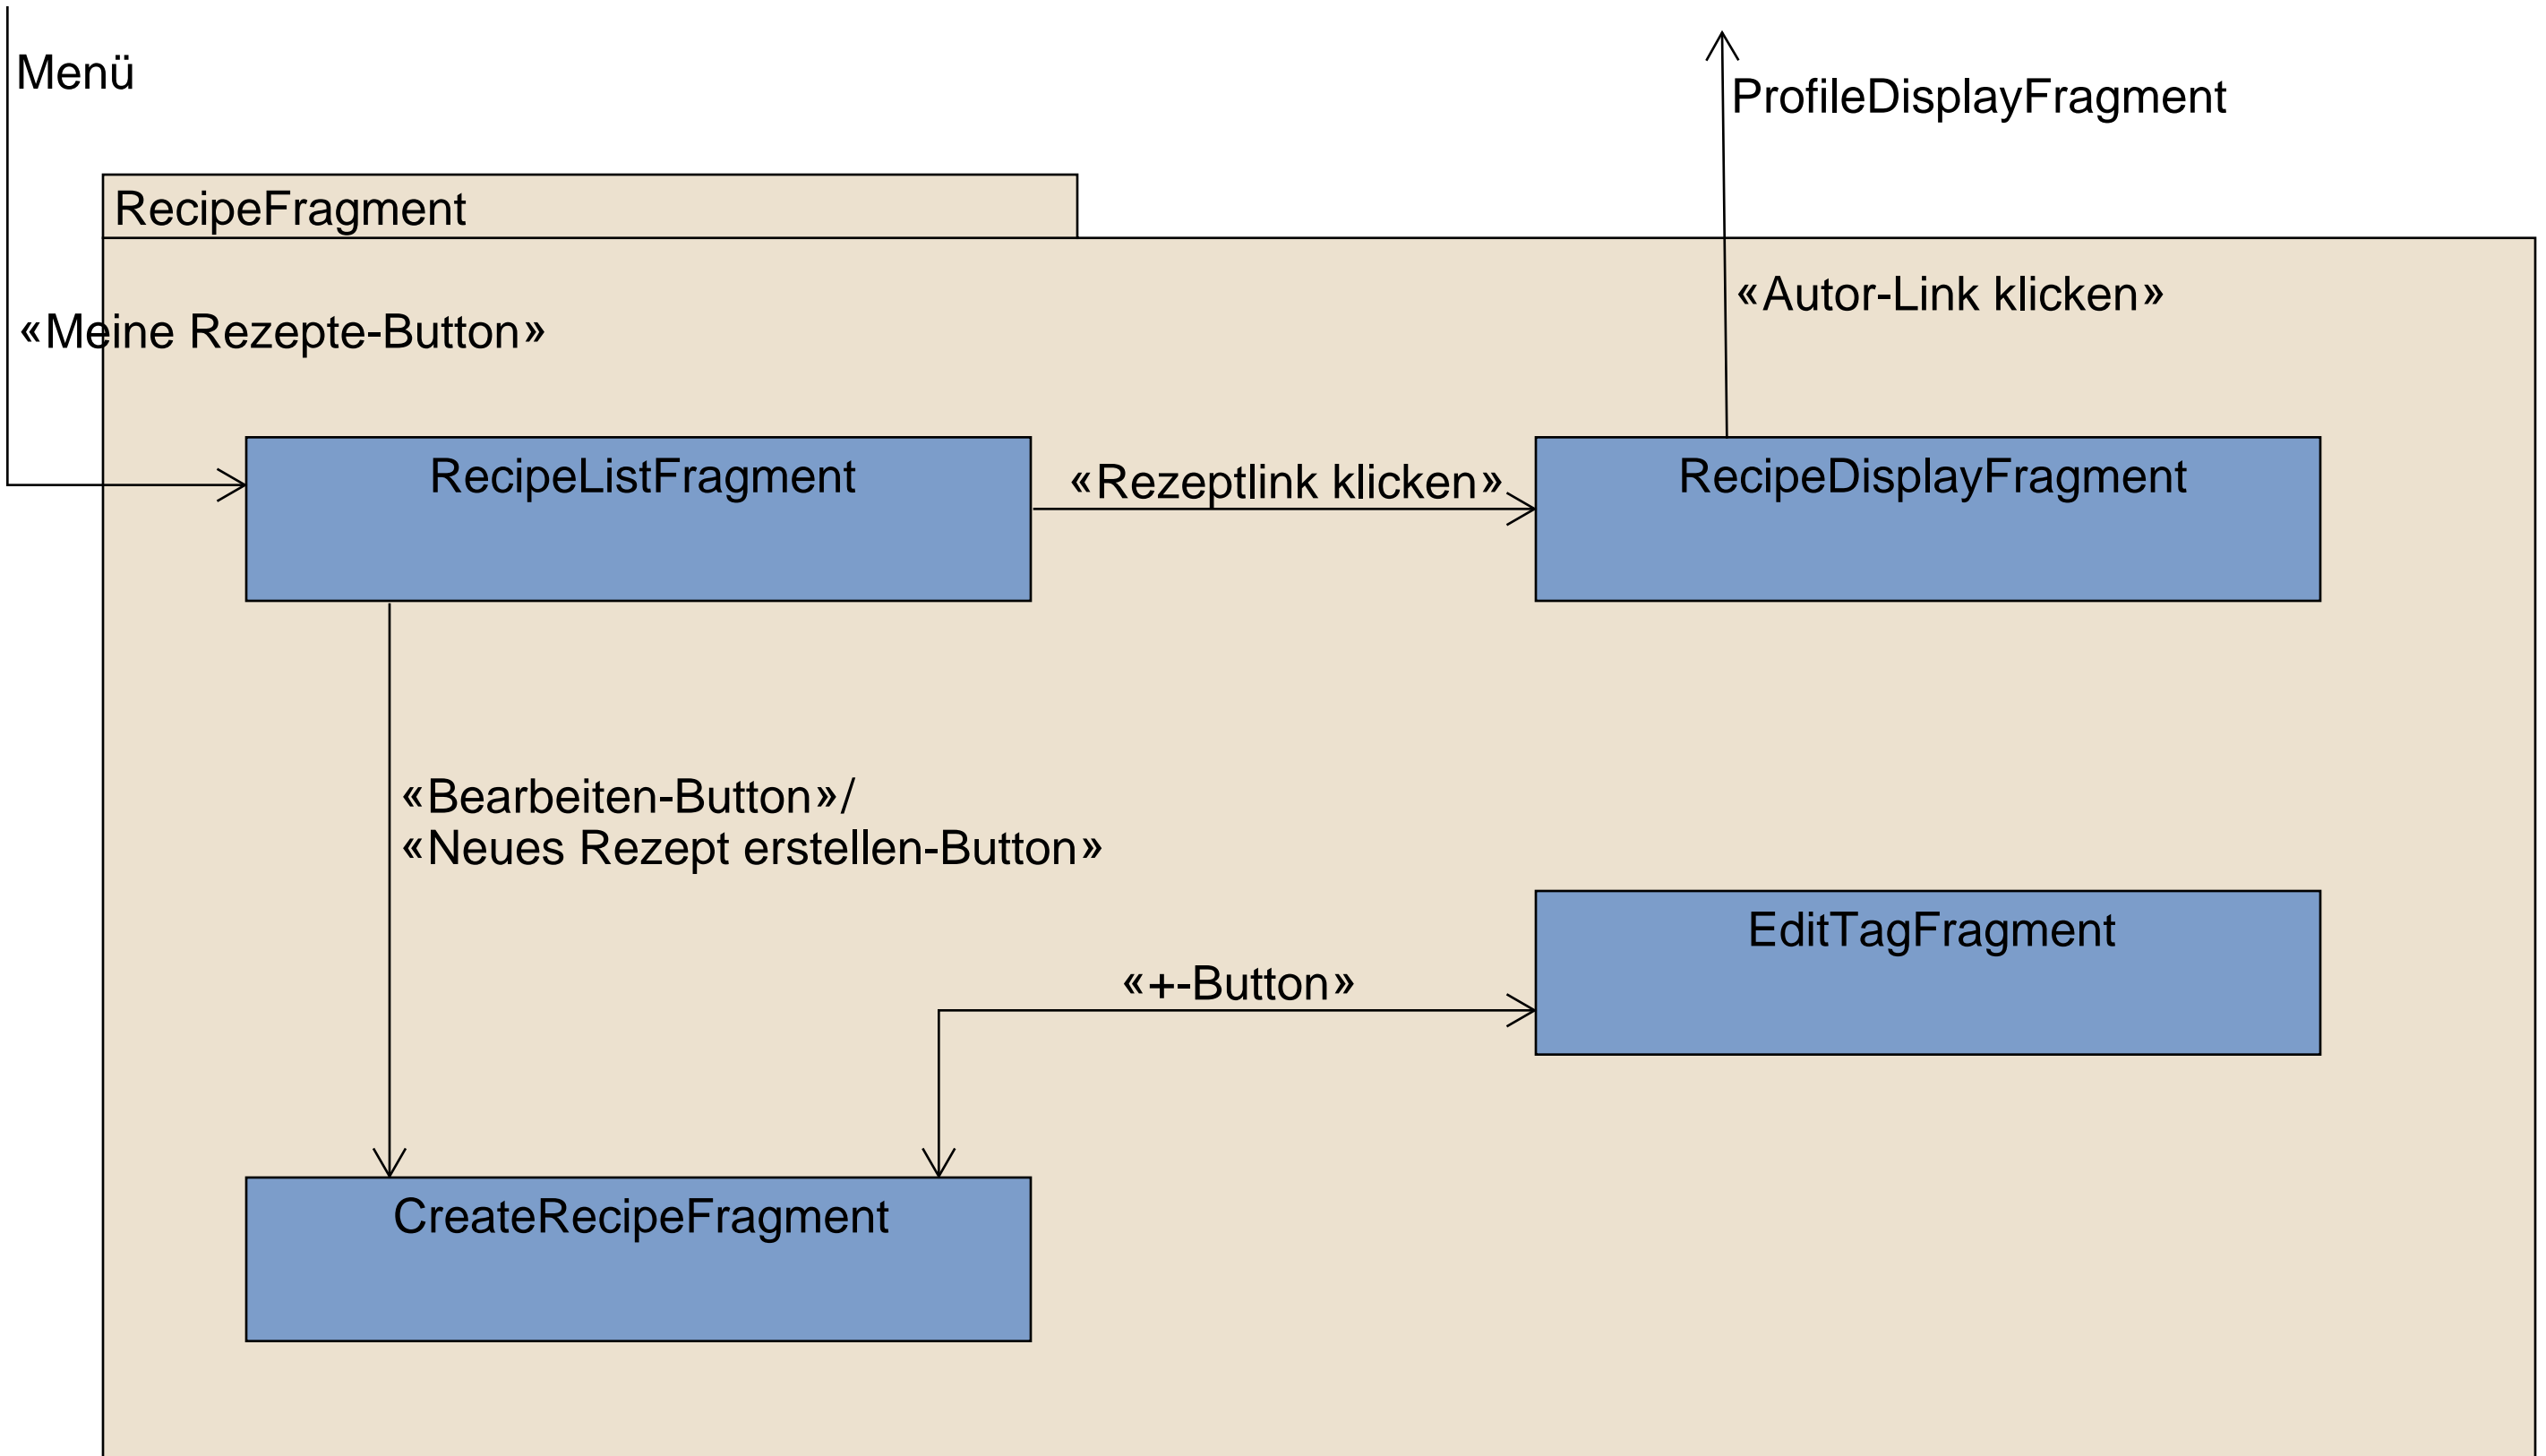 Menü
ProfileDisplayFragment
RecipeFragment
«Autor-Link klicken»
«Meine Rezepte-Button»
RecipeListFragment
«Rezeptlink klicken»
RecipeDisplayFragment
«Bearbeiten-Button»/
«Neues Rezept erstellen-Button»
EditTagFragment
«+-Button»
CreateRecipeFragment